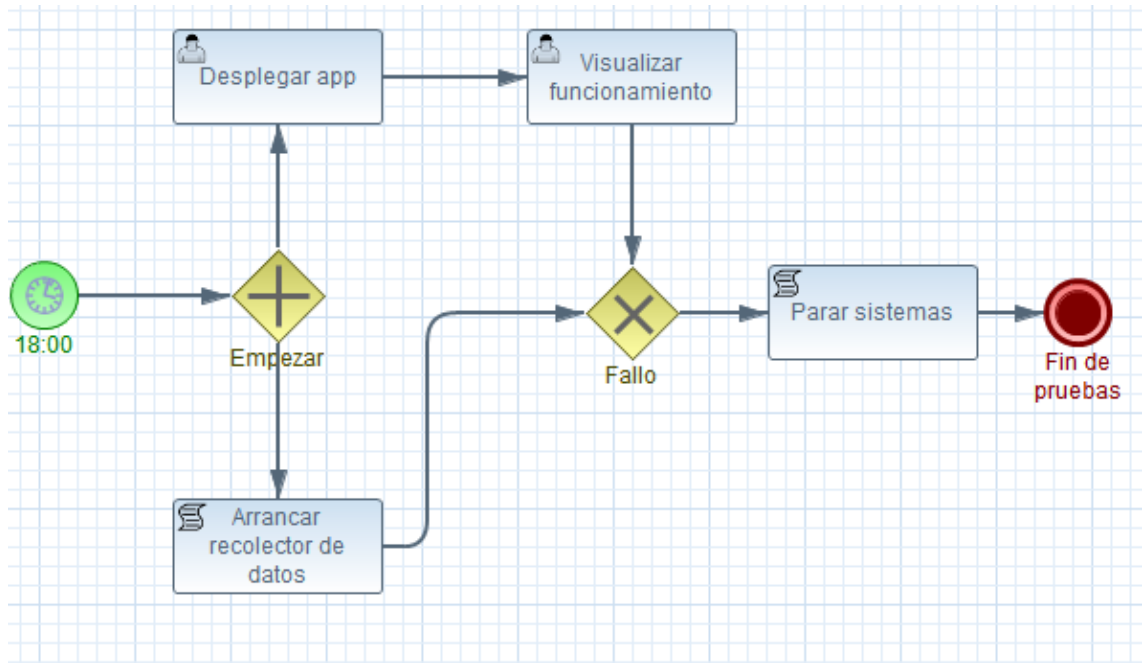 Desplegar app
Visualizar
funcionamiento
18:00
Empezar
Fallo
Parar sistemas
Fin de
pruebas
Arrancar
recolector de
datos